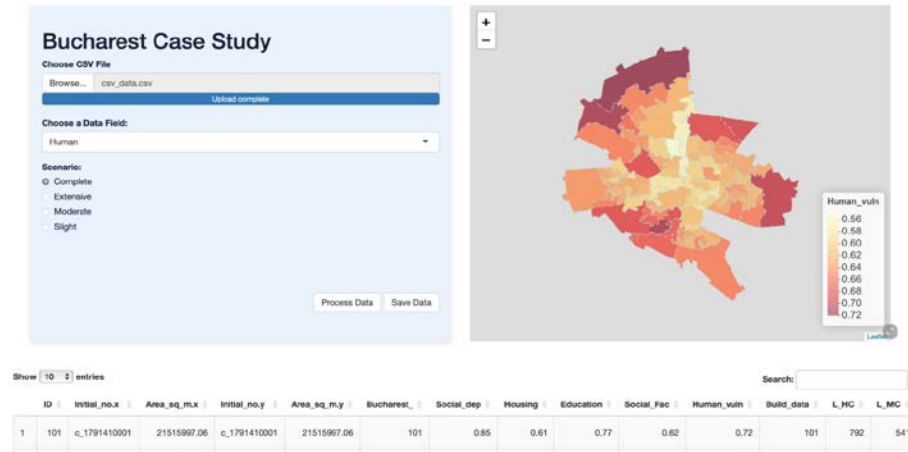 Bucharest Case Study
Choose CSV File
Browse... csv_data.csv
Upload complete
Choose a Data Field:
Human
Scenario:
Complete
Extensive
Moderate
Slight
Process Data Save Data
+
−
Human_vuln
0.56
0.58
0.60
0.62
0.64
0.66
0.68
0.70
0.72
Show 10 entries
Search:
ID Initial_no.x Area_sq_m.x Initial_no.y Area_sq_m.y Bucharest_ Social_dep Housing Education Social_Fac Human_vuln Build_data L_HC L_MC
1 101 c_1791410001 21515997.06 c_1791410001 21515997.06 101 0.85 0.61 0.77 0.62 0.72 101 792 541